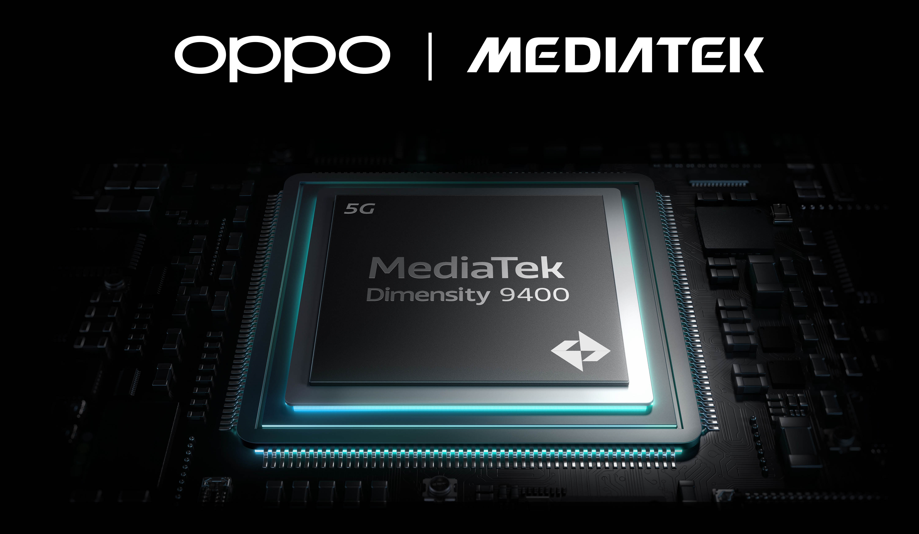 oppo | MEDIATEK
5G
MediaTek
Dimensity 9400